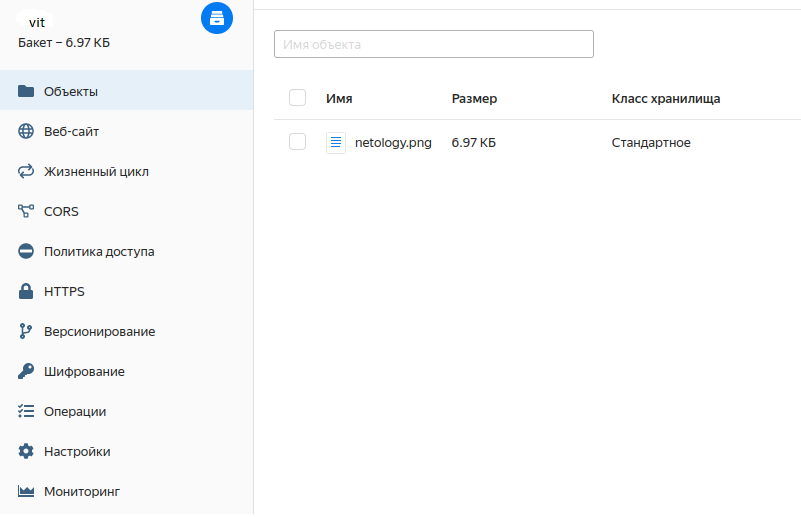 vit
Бакет – 6.97 КБ
Объекты
Веб-сайт
Жизненный цикл
CORS
Политика доступа
HTTPS
Версионирование
Шифрование
Операции
Настройки
Мониторинг
Имя объекта
Имя Размер Класс хранилища
netology.png 6.97 КБ Стандартное